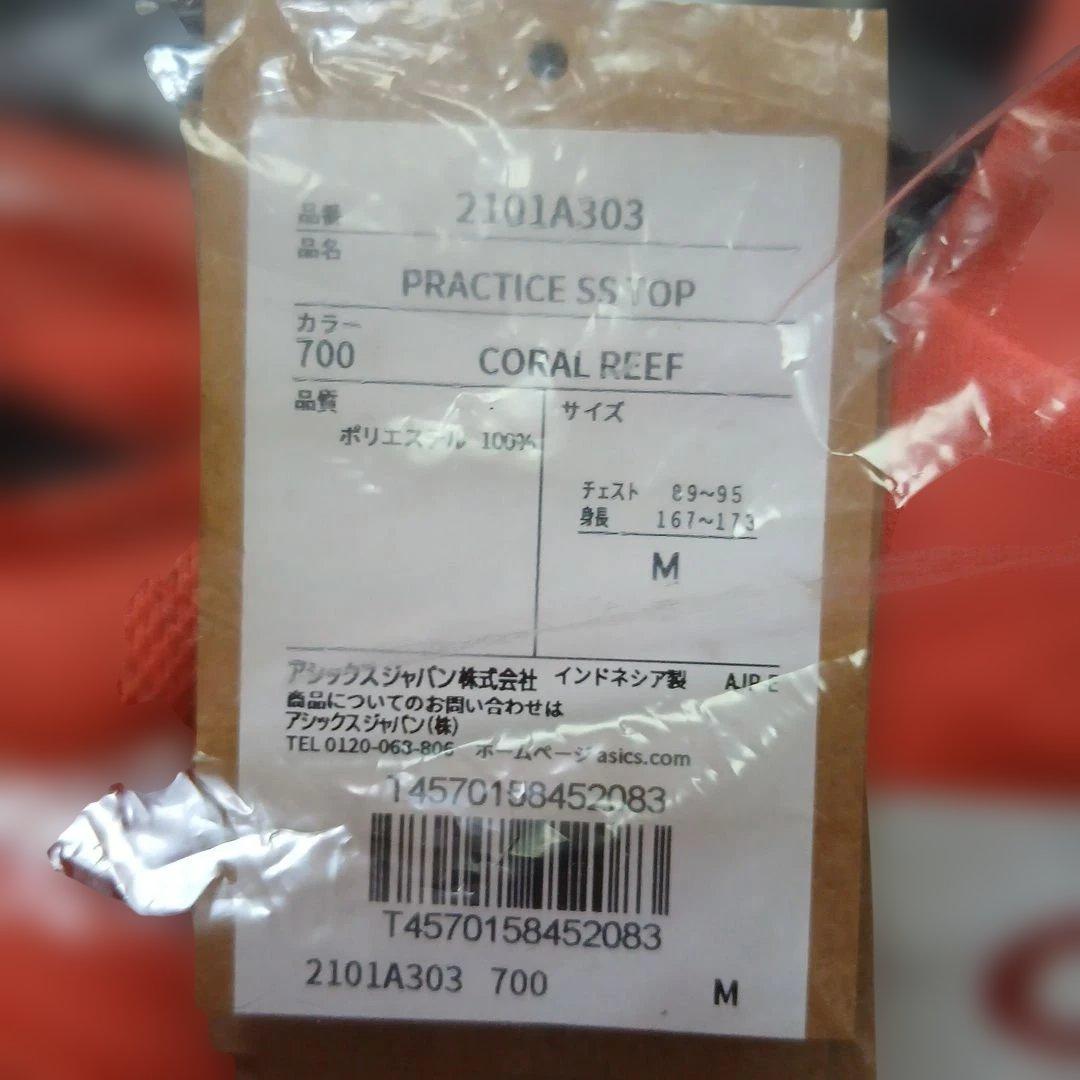 品番 2101A303
品名
PRACTICE SS TOP
カラー
700 CORAL REEF
品質 サイズ
ポリエステル 100%
チェスト 89~95
身長 167~173
M
アシックスジャパン株式会社 インドネシア製 AJP E
商品についてのお問い合わせは
アシックスジャパン(株)
TEL 0120-063-806 ホームページ asics.com
T4570158452083
T4570158452083
2101A303 700 M